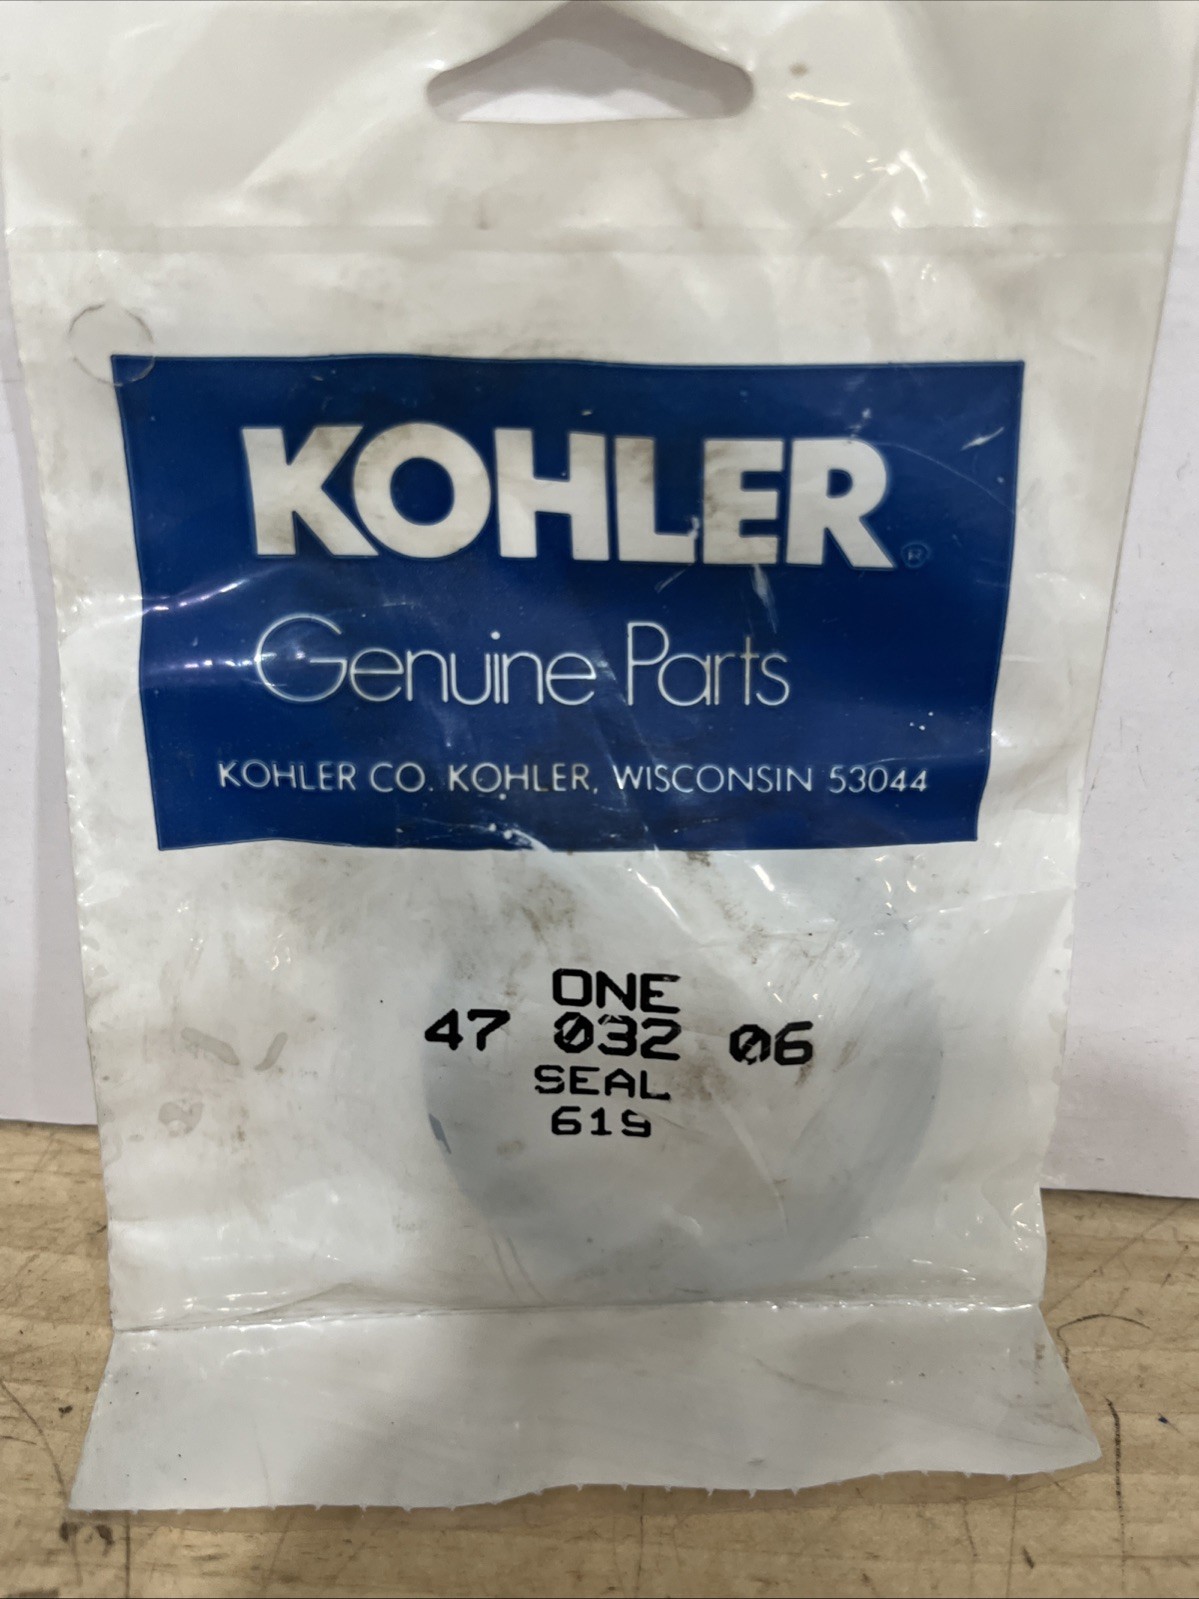 KOHLER®
Genuine Parts
KOHLER CO. KOHLER, WISCONSIN 53044
ONE
47 032 06
SEAL
619